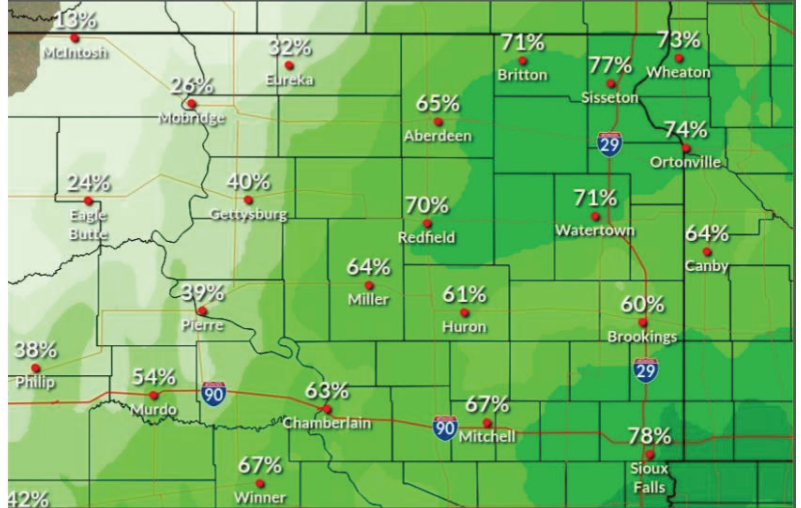 13%
McIntosh
32%
Eureka
71%
Britton
73%
Wheaton
77%
Sisseton
26%
Mobridge
65%
Aberdeen
INTERSTATE
29
74%
Ortonville
24%
Eagle
Butte
40%
Gettysburg
70%
Redfield
71%
Watertown
64%
Canby
64%
Miller
39%
Pierre
61%
Huron
60%
Brookings
38%
Philip
54%
Murdo
90
63%
Chamberlain
29
67%
Mitchell
90
78%
Sioux
Falls
67%
Winner
42%